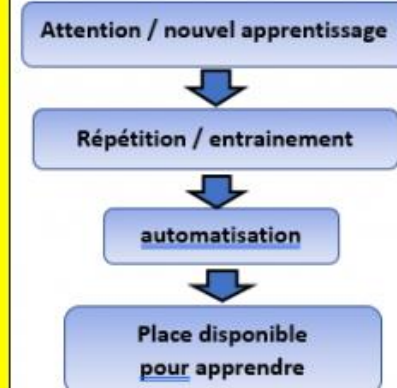 Attention / nouvel apprentissage
Répétition / entrainement
automatisation
Place disponible
pour apprendre